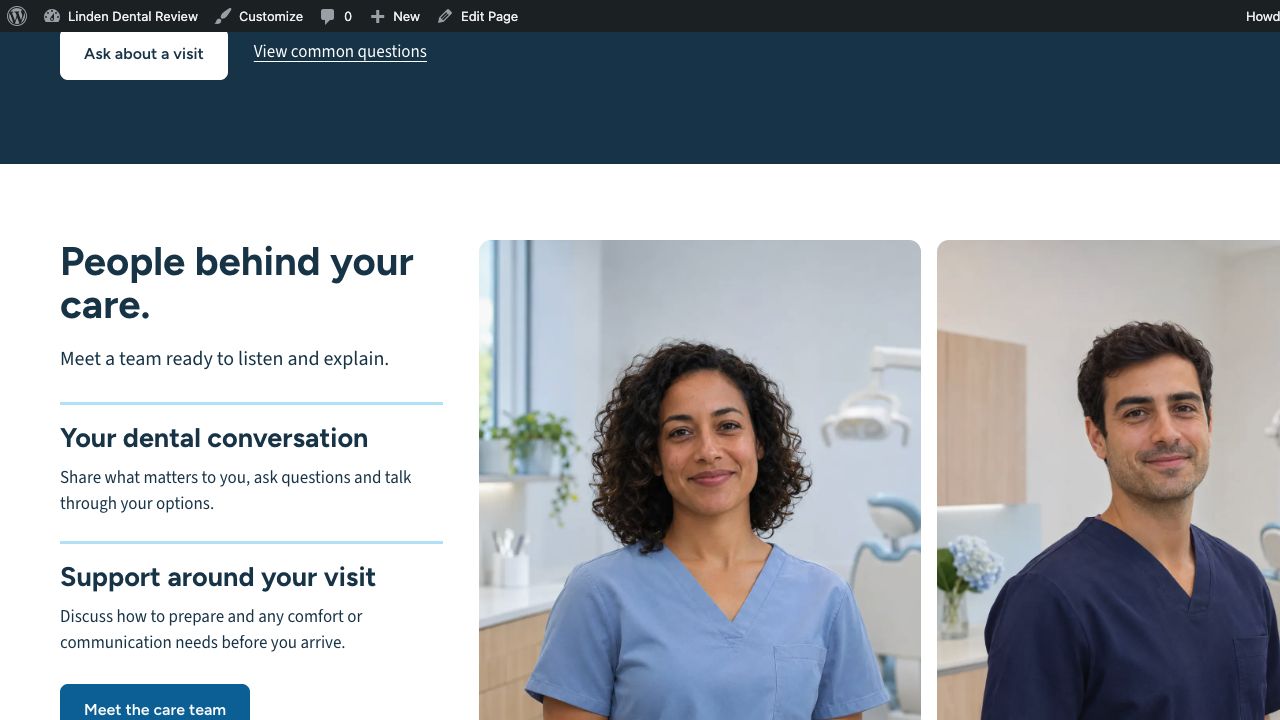 Linden Dental Review Customize 0 New Edit Page Howd
Ask about a visit View common questions
People behind your
care.
Meet a team ready to listen and explain.
Your dental conversation
Share what matters to you, ask questions and talk
through your options.
Support around your visit
Discuss how to prepare and any comfort or
communication needs before you arrive.
Meet the care team